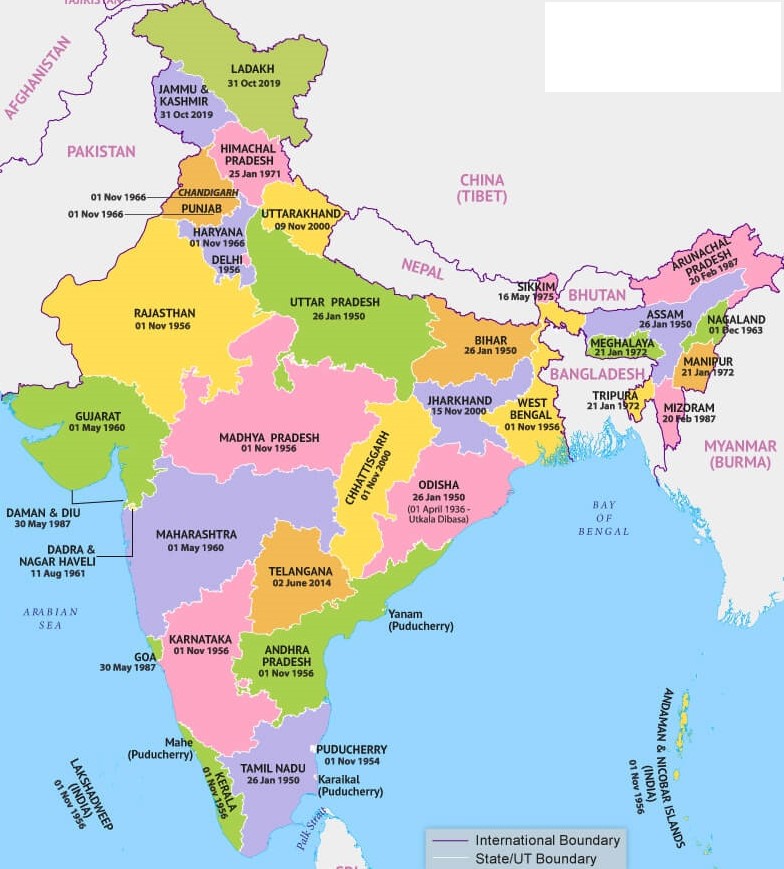 AFGHANISTAN
LADAKH
31 Oct 2019
JAMMU &
KASHMIR
31 Oct 2019
PAKISTAN
HIMACHAL
PRADESH
25 Jan 1971
CHINA
(TIBET)
01 Nov 1966
CHANDIGARH
01 Nov 1966
PUNJAB
UTTARAKHAND
09 Nov 2000
HARYANA
01 Nov 1966
DELHI
1956
NEPAL
ARUNACHAL
PRADESH
20 Feb 1987
SIKKIM
16 May 1975
BHUTAN
RAJASTHAN
01 Nov 1956
UTTAR PRADESH
26 Jan 1950
ASSAM
26 Jan 1950
NAGALAND
01 Dec 1963
BIHAR
26 Jan 1950
MEGHALAYA
21 Jan 1972
MANIPUR
21 Jan 1972
BANGLADESH
TRIPURA
21 Jan 1972
MIZORAM
20 Feb 1987
JHARKHAND
15 Nov 2000
WEST
BENGAL
01 Nov 1956
GUJARAT
01 May 1960
MADHYA PRADESH
01 Nov 1956
CHHATTISGARH
01 Nov 2000
MYANMAR
(BURMA)
ODISHA
26 Jan 1950
(01 April 1936 -
Utkala Dibasa)
BAY
OF
BENGAL
DAMAN & DIU
30 May 1987
MAHARASHTRA
01 May 1960
DADRA &
NAGAR HAVELI
11 Aug 1961
TELANGANA
02 June 2014
ARABIAN
SEA
Yanam
(Puducherry)
KARNATAKA
01 Nov 1956
GOA
30 May 1987
ANDHRA
PRADESH
01 Nov 1956
Mahe
(Puducherry)
PUDUCHERRY
01 Nov 1954
TAMIL NADU
26 Jan 1950
Karaikal
(Puducherry)
KERALA
01 Nov 1956
LAKSHADWEEP
(INDIA)
01 Nov 1956
ANDAMAN & NICOBAR ISLANDS
(INDIA)
01 Nov 1956
Palk Strait
International Boundary
State/UT Boundary